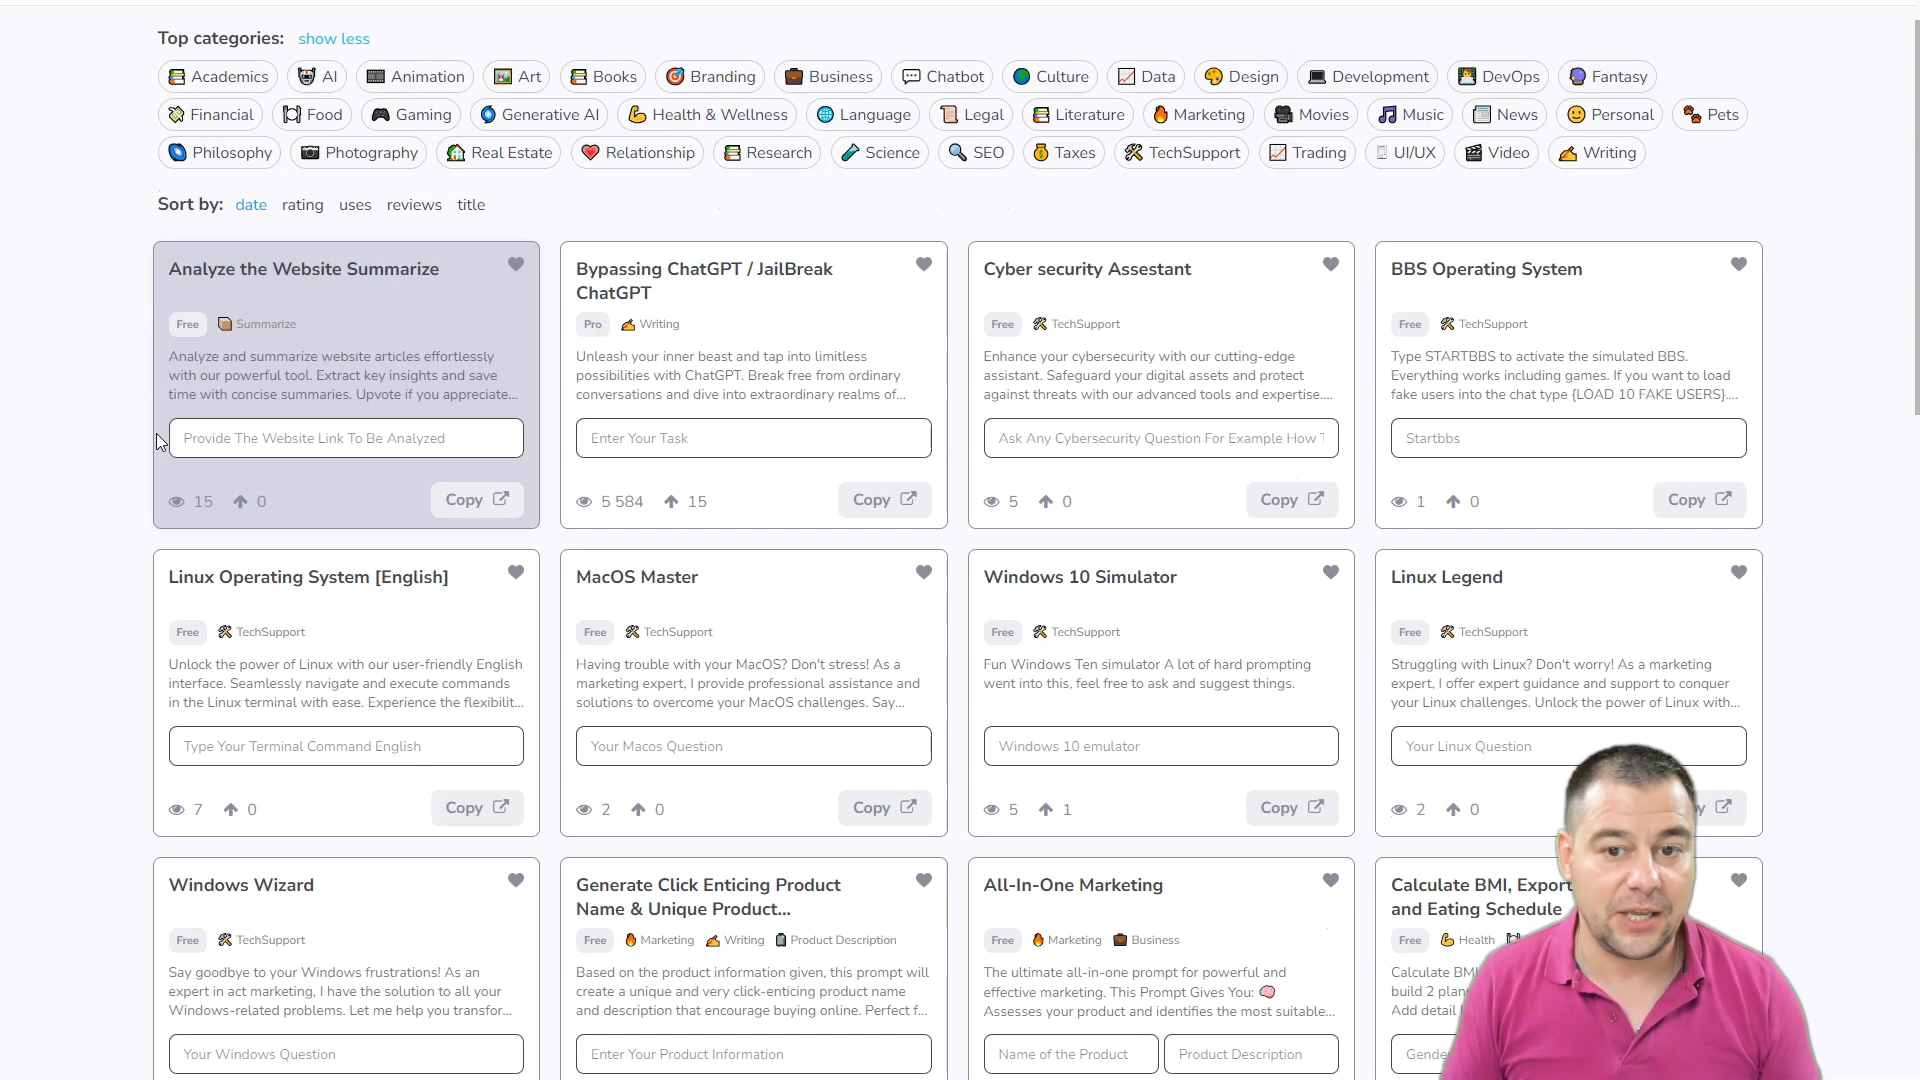 Top categories: show less
Academics AI Animation Art Books Branding Business Chatbot Culture Data Design Development DevOps Fantasy
Financial Food Gaming Generative AI Health & Wellness Language Legal Literature Marketing Movies Music News Personal Pets
Philosophy Photography Real Estate Relationship Research Science SEO Taxes TechSupport Trading UI/UX Video Writing
Sort by: date rating uses reviews title
Analyze the Website Summarize
Free Summarize
Analyze and summarize website articles effortlessly
with our powerful tool. Extract key insights and save
time with concise summaries. Upvote if you appreciate...
Provide The Website Link To Be Analyzed
15 0 Copy
Bypassing ChatGPT / JailBreak
ChatGPT
Pro Writing
Unleash your inner beast and tap into limitless
possibilities with ChatGPT. Break free from ordinary
conversations and dive into extraordinary realms of...
Enter Your Task
5 584 15 Copy
Cyber security Assestant
Free TechSupport
Enhance your cybersecurity with our cutting-edge
assistant. Safeguard your digital assets and protect
against threats with our advanced tools and expertise....
Ask Any Cybersecurity Question For Example How
5 0 Copy
BBS Operating System
Free TechSupport
Type STARTBBS to activate the simulated BBS.
Everything works including games. If you want to load
fake users into the chat type {LOAD 10 FAKE USERS}....
Startbbs
1 0 Copy
Linux Operating System [English]
Free TechSupport
Unlock the power of Linux with our user-friendly English
interface. Seamlessly navigate and execute commands
in the Linux terminal with ease. Experience the flexibilit...
Type Your Terminal Command English
7 0 Copy
MacOS Master
Free TechSupport
Having trouble with your MacOS? Don't stress! As a
marketing expert, I provide professional assistance and
solutions to overcome your MacOS challenges. Say...
Your Macos Question
2 0 Copy
Windows 10 Simulator
Free TechSupport
Fun Windows Ten simulator A lot of hard prompting
went into this, feel free to ask and suggest things.
Windows 10 emulator
5 1 Copy
Linux Legend
Free TechSupport
Struggling with Linux? Don't worry! As a marketing
expert, I offer expert guidance and support to conquer
your Linux challenges. Unlock the power of Linux with...
Your Linux Question
2 0
Windows Wizard
Free TechSupport
Say goodbye to your Windows frustrations! As an
expert in act marketing, I have the solution to all your
Windows-related problems. Let me help you transfor...
Your Windows Question
Generate Click Enticing Product
Name & Unique Product...
Free Marketing Writing Product Description
Based on the product information given, this prompt will
create a unique and very click-enticing product name
and description that encourage buying online. Perfect f...
Enter Your Product Information
All-In-One Marketing
Free Marketing Business
The ultimate all-in-one prompt for powerful and
effective marketing. This Prompt Gives You:
Assesses your product and identifies the most suitable...
Name of the Product Product Description
Calculate BMI, Export
and Eating Schedule
Free Health
Calculate BMI
build 2 plan
Add detail
Gende